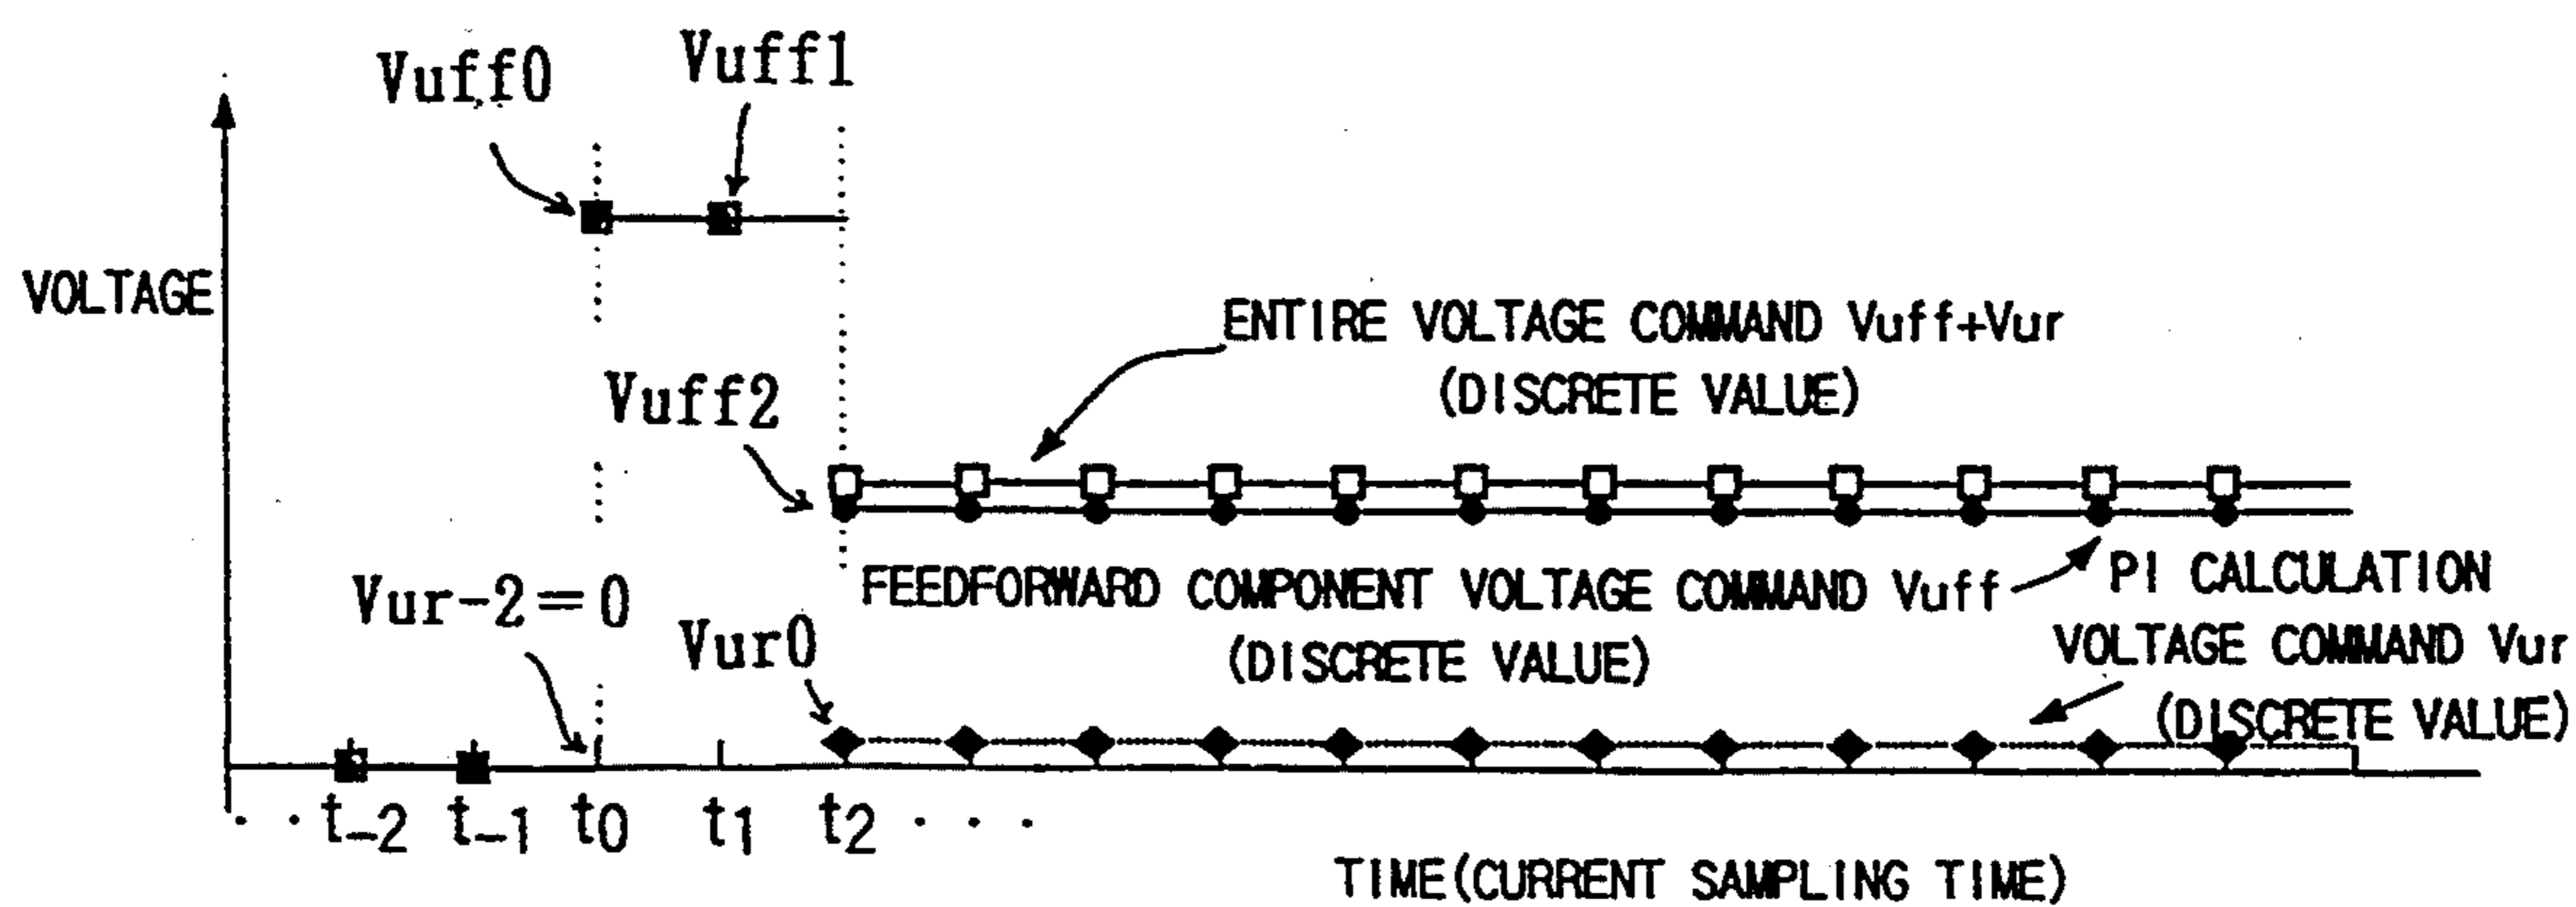 Vuff0
Vuff1
VOLTAGE
ENTIRE VOLTAGE COMMAND Vuff+Vur
(DISCRETE VALUE)
Vuff2
FEEDFORWARD COMPONENT VOLTAGE COMMAND Vuff
(DISCRETE VALUE)
PI CALCULATION
VOLTAGE COMMAND Vur
(DISCRETE VALUE)
Vur-2=0
Vur0
· · t-2 t-1 t0 t1 t2 · · ·
TIME(CURRENT SAMPLING TIME)